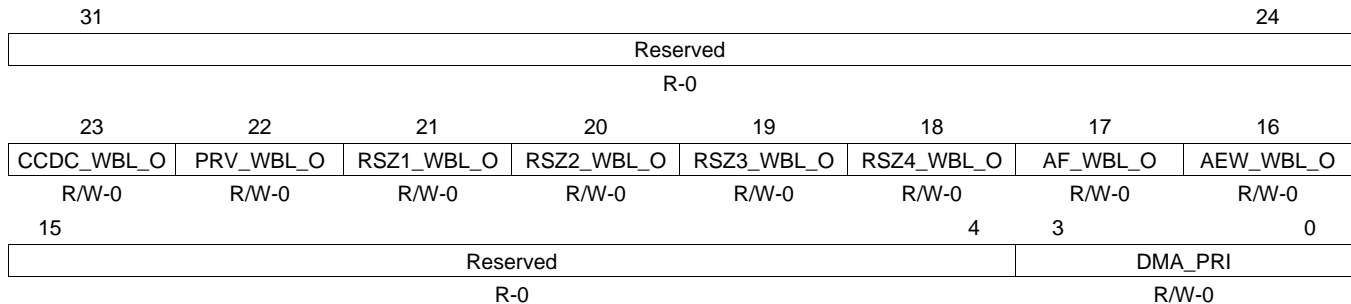 31 24
Reserved
R-0
23 22 21 20 19 18 17 16
CCDC_WBL_O PRV_WBL_O RSZ1_WBL_O RSZ2_WBL_O RSZ3_WBL_O RSZ4_WBL_O AF_WBL_O AEW_WBL_O
R/W-0 R/W-0 R/W-0 R/W-0 R/W-0 R/W-0 R/W-0 R/W-0
15 4 3 0
Reserved DMA_PRI
R-0 R/W-0